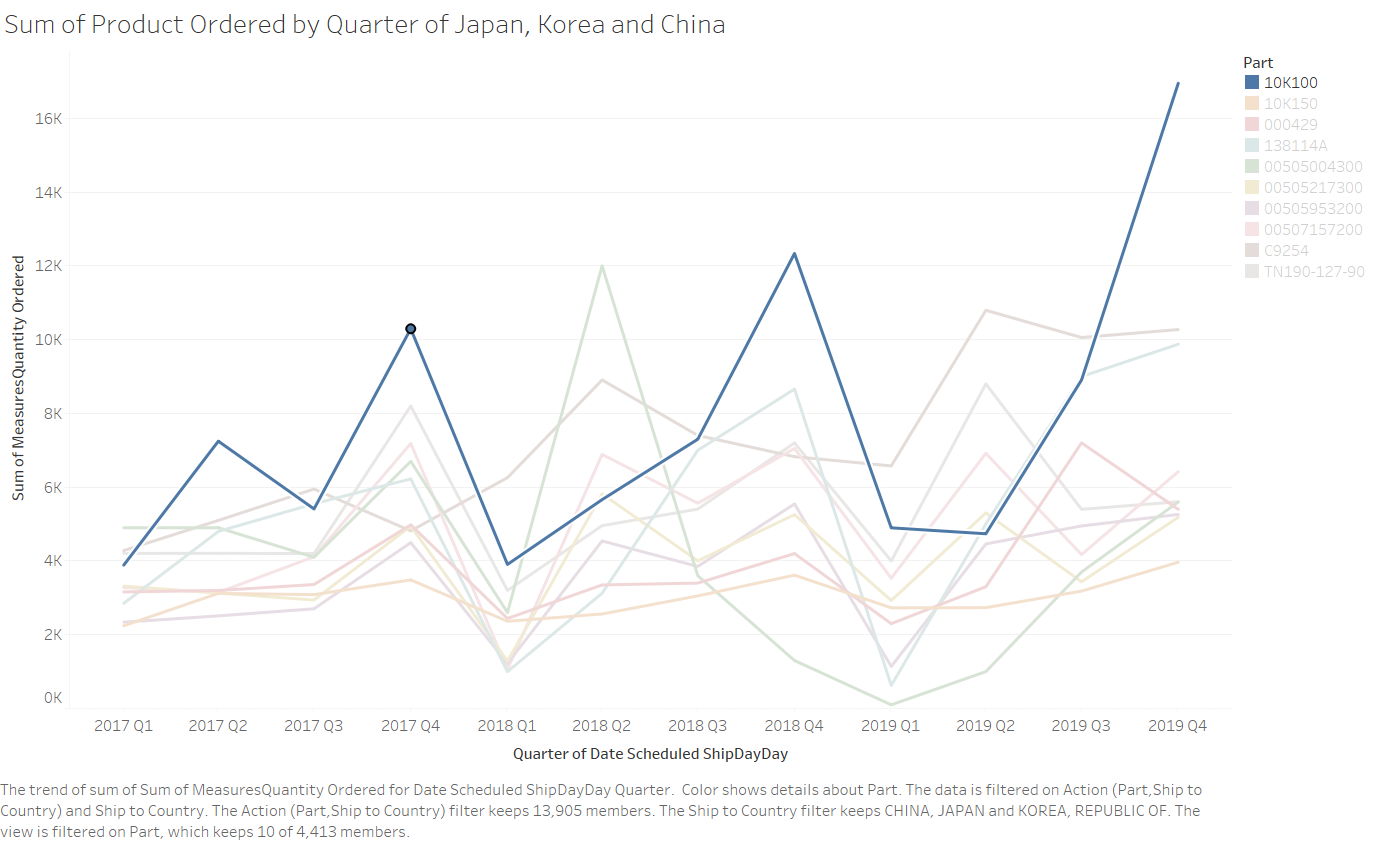 Sum of Product Ordered by Quarter of Japan, Korea and China
Part
10K100
10K150
000429
138114A
00505004300
00505217300
00505953200
00507157200
C9254
TN190-127-90
Sum of MeasuresQuantity Ordered
16K
14K
12K
10K
8K
6K
4K
2K
0K
2017 Q1 2017 Q2 2017 Q3 2017 Q4 2018 Q1 2018 Q2 2018 Q3 2018 Q4 2019 Q1 2019 Q2 2019 Q3 2019 Q4
Quarter of Date Scheduled ShipDayDay
The trend of sum of Sum of MeasuresQuantity Ordered for Date Scheduled ShipDayDay Quarter. Color shows details about Part. The data is filtered on Action (Part,Ship to
Country) and Ship to Country. The Action (Part,Ship to Country) filter keeps 13,905 members. The Ship to Country filter keeps CHINA, JAPAN and KOREA, REPUBLIC OF. The
view is filtered on Part, which keeps 10 of 4,413 members.